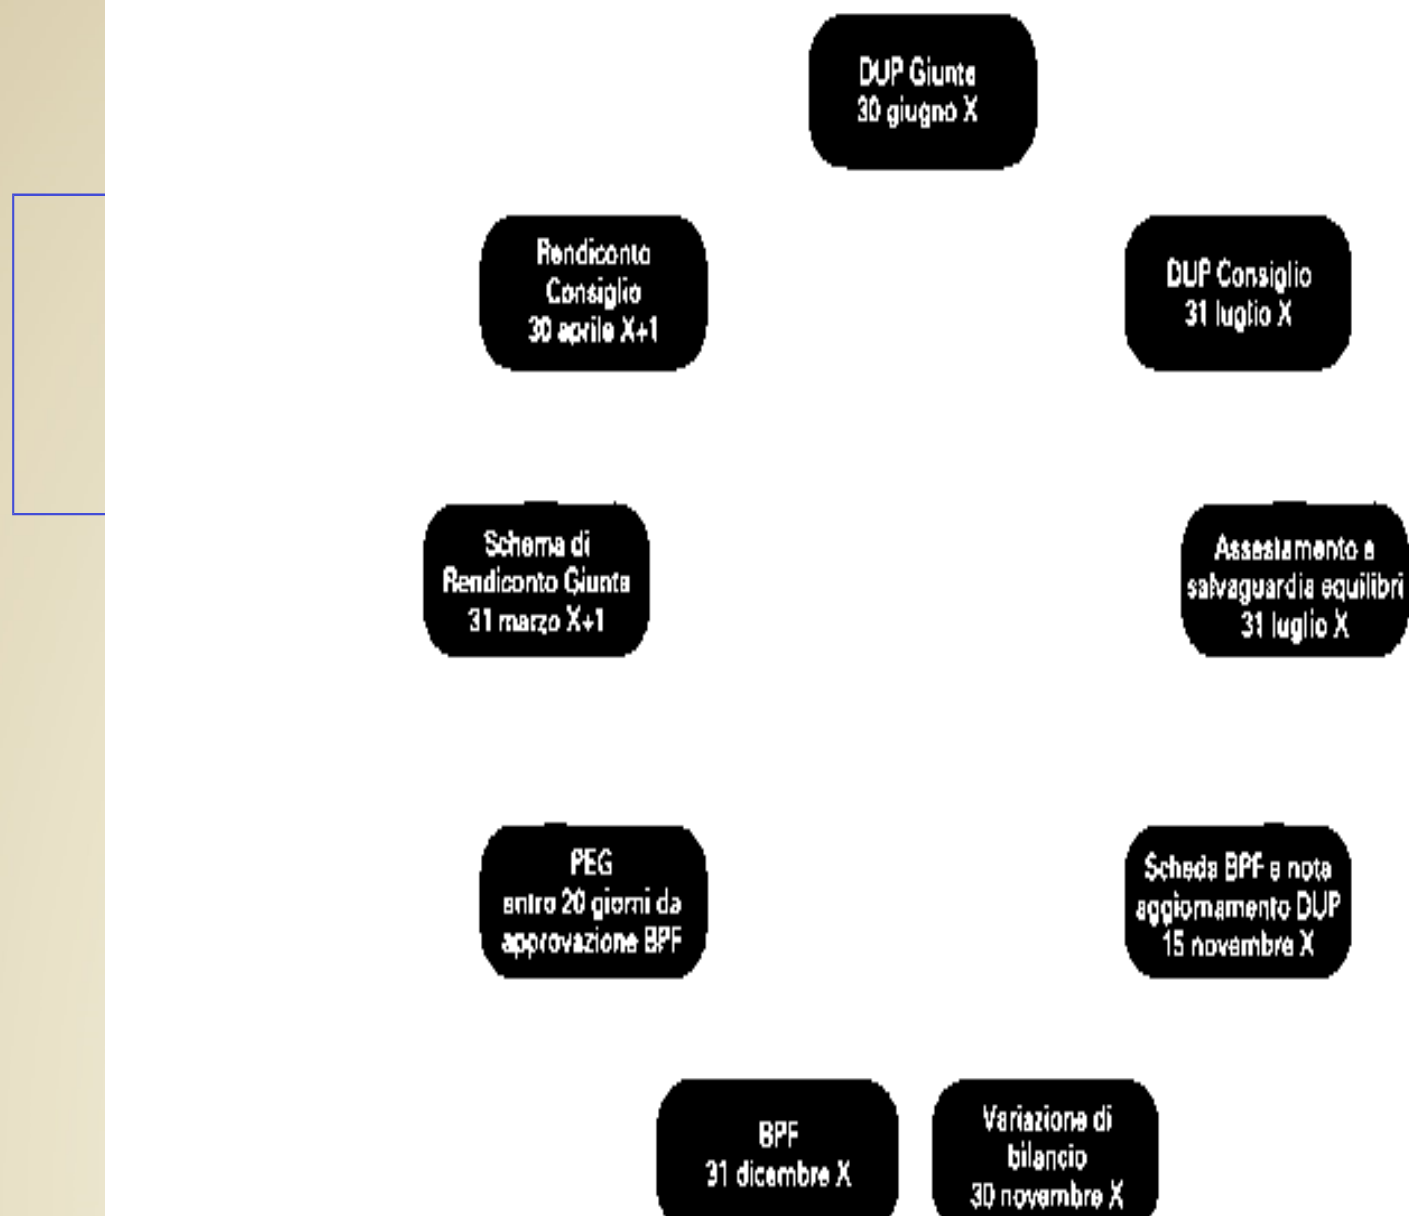 DUP Giunta
30 giugno X
Rendiconto
Consiglio
30 aprile X+1
DUP Consiglio
31 luglio X
Schema di
Rendiconto Giunta
31 marzo X+1
Assestamento e
salvaguardia equilibri
31 luglio X
PEG
entro 20 giorni da
approvazione BPF
Scheda BPF e nota
aggiornamento DUP
15 novembre X
BPF
31 dicembre X
Variazione di
bilancio
30 novembre X